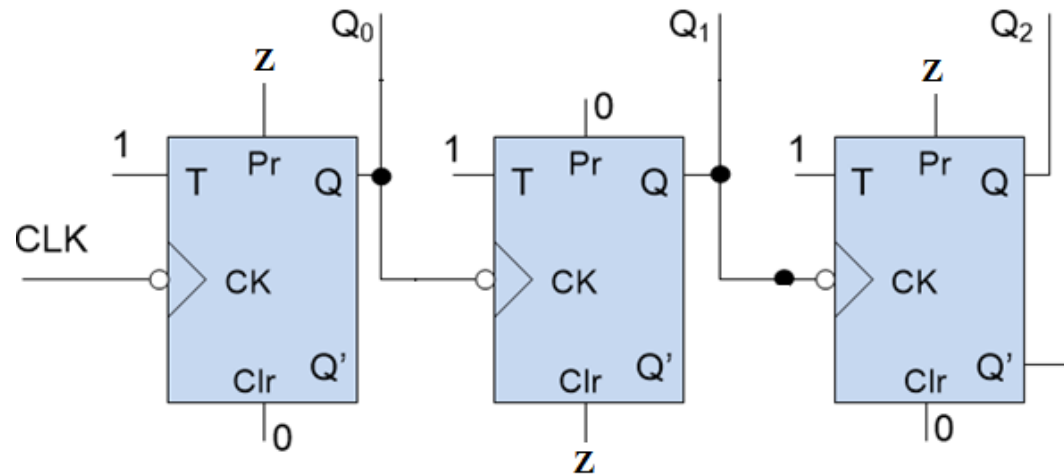 Q₀ Q₁ Q₂
Z 0 Z
1 Pr 1 Pr 1 Pr
T Q T Q T Q
CLK
CK CK CK
Q’ Q’ Q’
Clr Clr Clr
0 Z 0